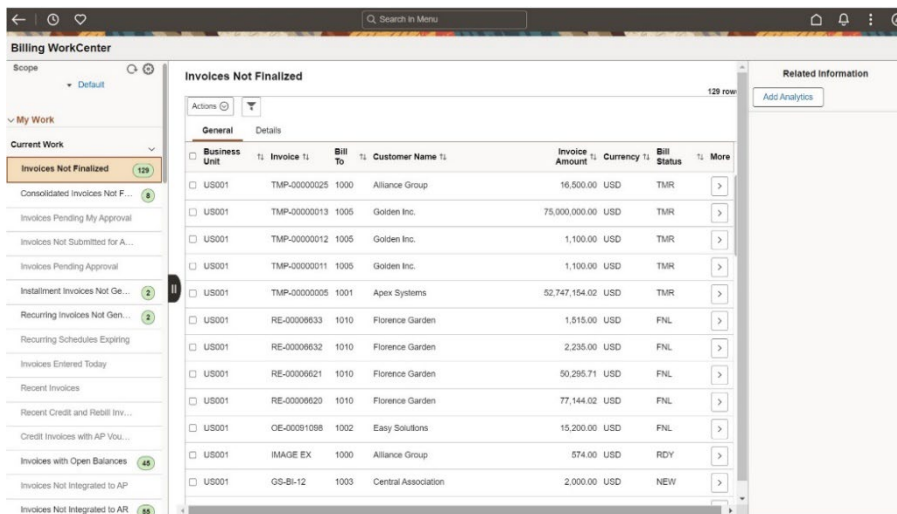 Search in Menu
Billing WorkCenter
Scope
Default
My Work
Current Work
Invoices Not Finalized 129
Consolidated Invoices Not F... 8
Invoices Pending My Approval
Invoices Not Submitted for A...
Invoices Pending Approval
Installment Invoices Not Ge... 2
Recurring Invoices Not Gen... 2
Recurring Schedules Expiring
Invoices Entered Today
Recent Invoices
Recent Credit and Rebill Inv...
Credit Invoices with AP Vou...
Invoices with Open Balances 45
Invoices Not Integrated to AP
Invoices Not Integrated to AR 55
Invoices Not Finalized
129 row
Actions
General Details
Business Unit Invoice Bill To Customer Name Invoice Amount Currency Bill Status More
US001 TMP-00000025 1000 Alliance Group 16,500.00 USD TMR
US001 TMP-00000013 1005 Golden Inc. 75,000,000.00 USD TMR
US001 TMP-00000012 1005 Golden Inc. 1,100.00 USD TMR
US001 TMP-00000011 1005 Golden Inc. 1,100.00 USD TMR
US001 TMP-00000005 1001 Apex Systems 52,747,154.02 USD TMR
US001 RE-00006633 1010 Florence Garden 1,515.00 USD FNL
US001 RE-00006632 1010 Florence Garden 2,235.00 USD FNL
US001 RE-00006621 1010 Florence Garden 50,295.71 USD FNL
US001 RE-00006620 1010 Florence Garden 77,144.02 USD FNL
US001 OE-00091098 1002 Easy Solutions 15,200.00 USD FNL
US001 IMAGE EX 1000 Alliance Group 574.00 USD RDY
US001 GS-BI-12 1003 Central Association 2,000.00 USD NEW
Related Information
Add Analytics